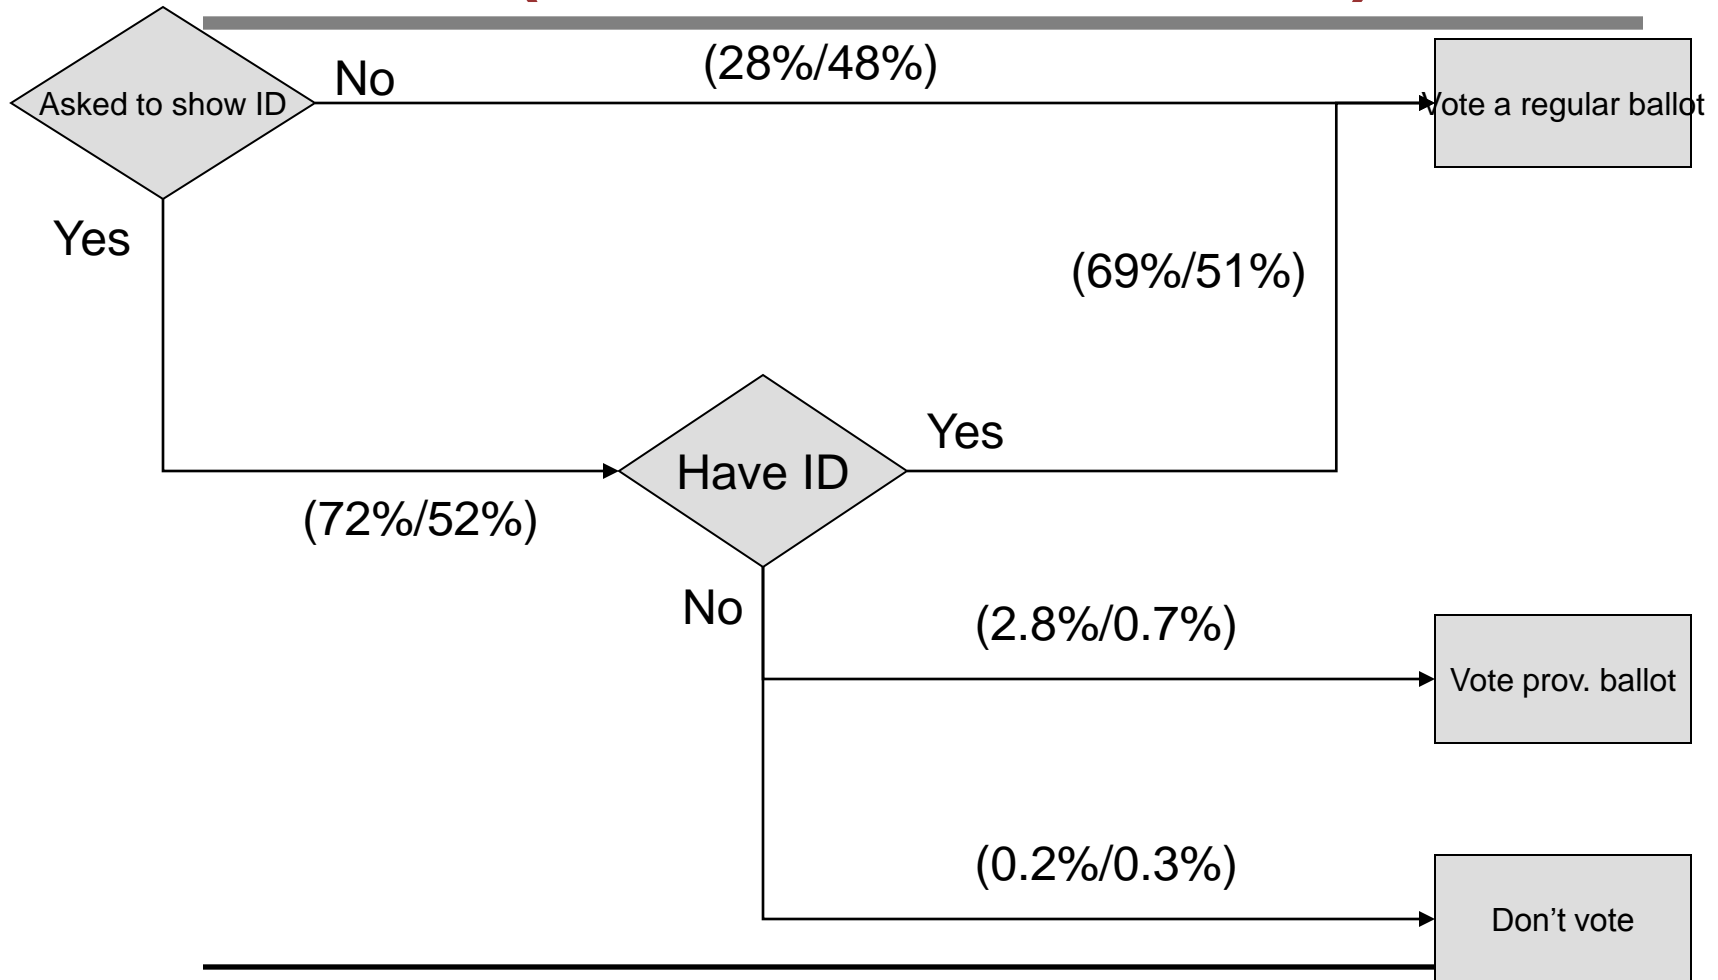 No
(28%/48%)
Asked to show ID
Vote a regular ballot
Yes
(69%/51%)
Yes
Have ID
(72%/52%)
No
(2.8%/0.7%)
Vote prov. ballot
(0.2%/0.3%)
Don’t vote